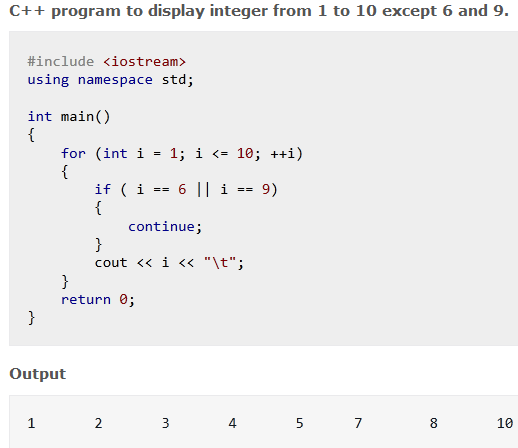 C++ program to display integer from 1 to 10 except 6 and 9.
#include <iostream>
using namespace std;
int main()
{
    for (int i = 1; i <= 10; ++i)
    {
        if ( i == 6 || i == 9)
        {
            continue;
        }
        cout << i << "\t";
    }
    return 0;
}
Output
1 2 3 4 5 7 8 10